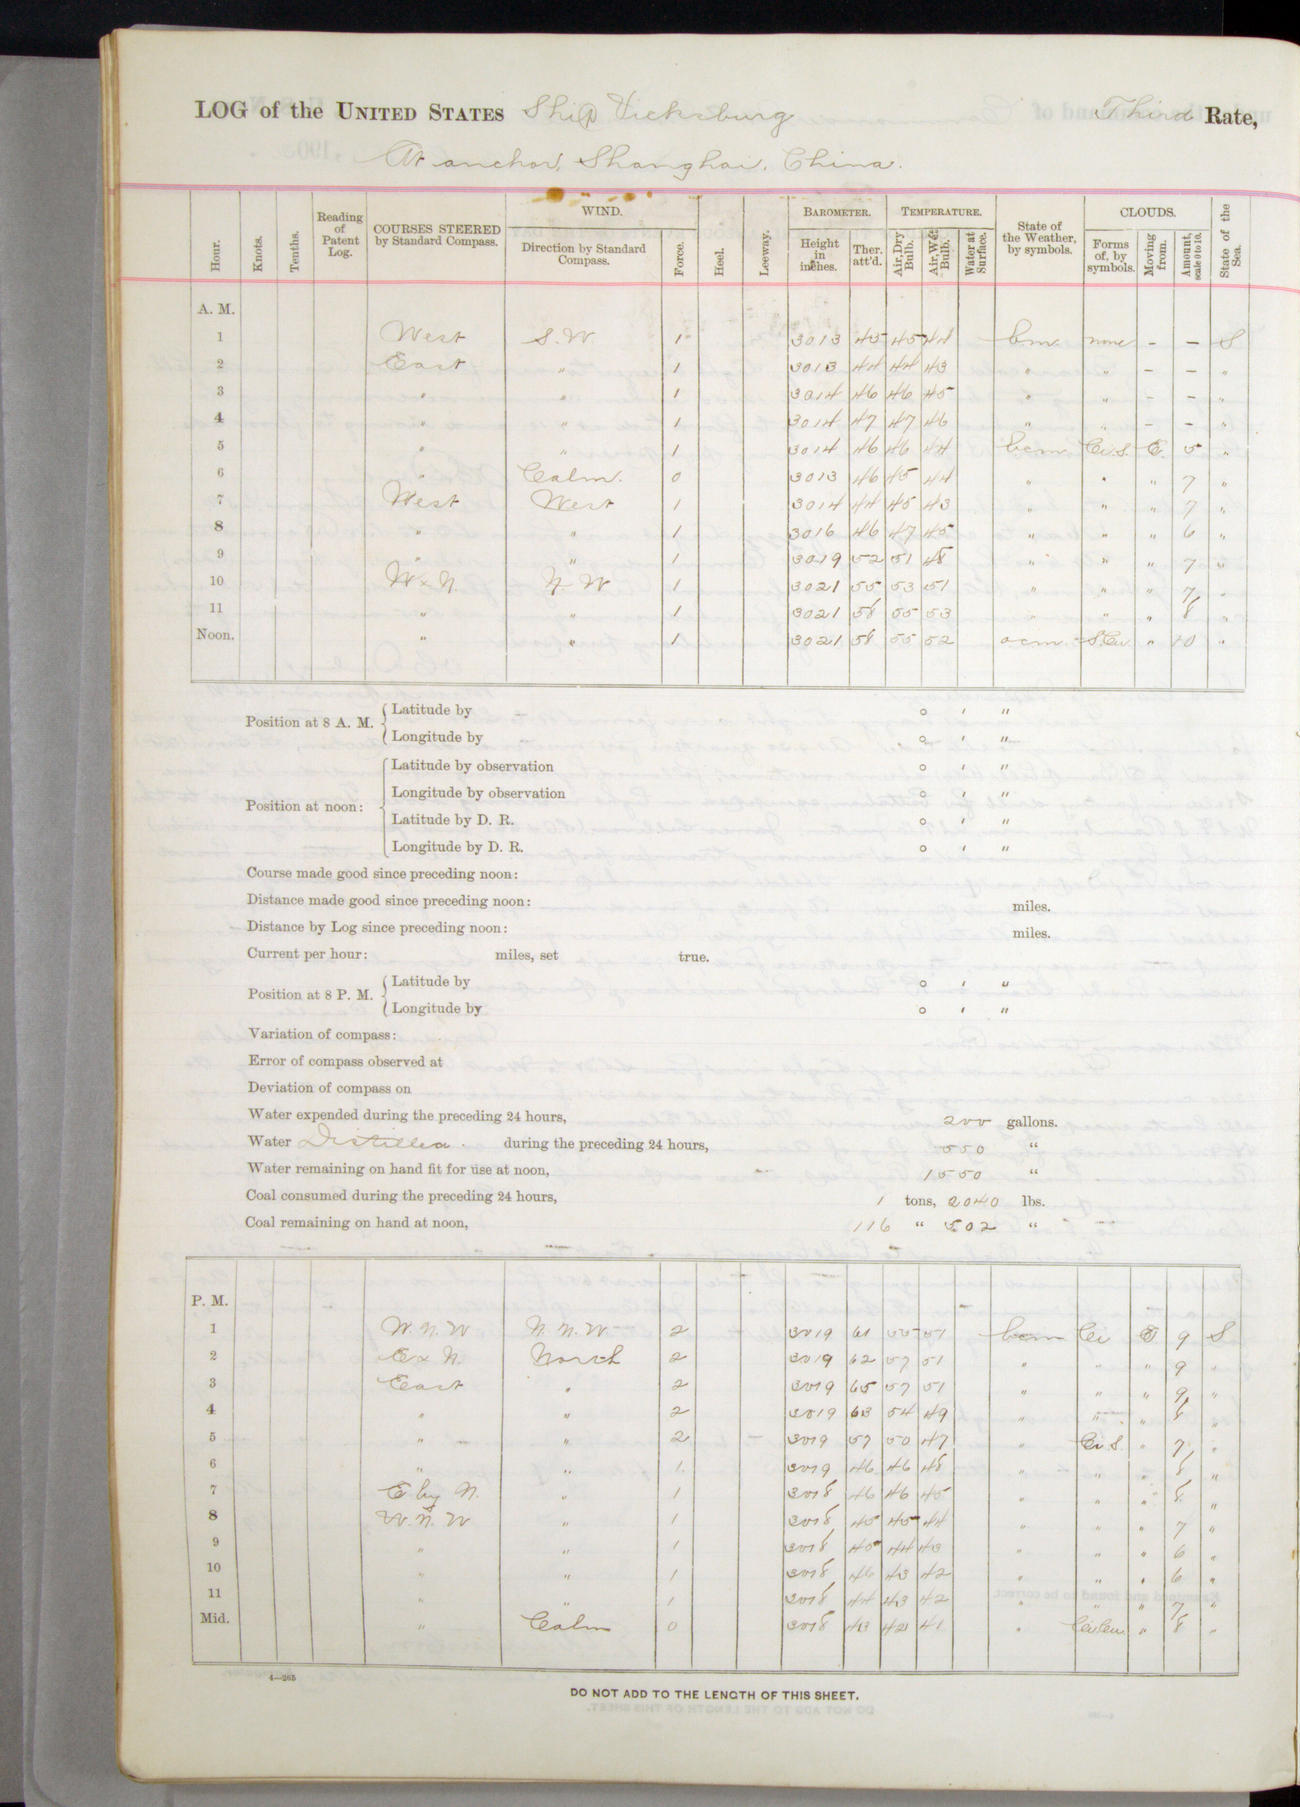 LOG of the UNITED STATES Ship Vicksburg Third Rate,
At anchor, Shanghai, China.
Hour. Knots. Tenths. Reading of Patent Log. COURSES STEERED by Standard Compass. WIND. Direction by Standard Compass. Force. Heel. Leeway. BAROMETER. Height in inches. Ther. att'd. TEMPERATURE. Air, Dry Bulb. Air, Wet Bulb. Water at Surface. State of the Weather, by symbols. CLOUDS. Forms of, by symbols. Moving from. Amount, scale 0 to 10. State of the Sea.
A. M.
1 West S.W 1 3013 45 45 44 bm none - - S
2 East " 1 3013 44 44 43 " " - - "
3 " " 1 3014 46 46 45 " " - - "
4 " " 1 3014 47 47 46 " " - - "
5 " " 1 3014 46 46 44 bcm Ci.S. E. 5 "
6 " Calm. 0 3013 46 45 44 " " " 7 "
7 West West 1 3014 44 45 43 " " " 7 "
8 " " 1 3016 46 47 45 " " " 6 "
9 " " 1 3019 52 51 48 " " " 7 "
10 W x N. N. W 1 3021 55 53 51 " " " 7 "
11 " " 1 3021 58 55 53 " " " 8 "
Noon. " " 1 3021 58 55 52 ocm S.Cu. " 10 "
Position at 8 A. M. Latitude by ° ′ ″
Longitude by ° ′ ″
Position at noon: Latitude by observation ° ′ ″
Longitude by observation ° ′ ″
Latitude by D. R. ° ′ ″
Longitude by D. R. ° ′ ″
Course made good since preceding noon:
Distance made good since preceding noon: miles.
Distance by Log since preceding noon: miles.
Current per hour: miles, set true.
Position at 8 P. M. Latitude by ° ′ ″
Longitude by ° ′ ″
Variation of compass:
Error of compass observed at
Deviation of compass on
Water expended during the preceding 24 hours, 200 gallons.
Water Distilled. during the preceding 24 hours, 550 "
Water remaining on hand fit for use at noon, 1550 "
Coal consumed during the preceding 24 hours, 1 tons, 2040 lbs.
Coal remaining on hand at noon, 116 " 502 "
P. M.
1 W. N. W N. N. W 2 3019 61 55 51 bcm Ci 9 S
2 E x N. North 2 3019 62 57 51 " " " 9 "
3 East " 2 3019 65 57 51 " " " 9 "
4 " " 2 3019 63 54 49 " " " 8 "
5 " " 2 3019 57 50 47 " Ci S. " 7 "
6 " " 1 3019 46 46 48 " " " 8 "
7 E by N. " 1 3018 46 46 45 " " " 8 "
8 W. N. W " 1 3018 45 45 44 " " " 7 "
9 " " 1 3018 45 44 43 " " " 6 "
10 " " 1 3018 46 43 42 " " " 6 "
11 " " 1 3018 44 43 42 " " " 7 "
Mid. " Calm 0 3018 43 42 41 " CiCu. " 8 "
4—265
DO NOT ADD TO THE LENGTH OF THIS SHEET.